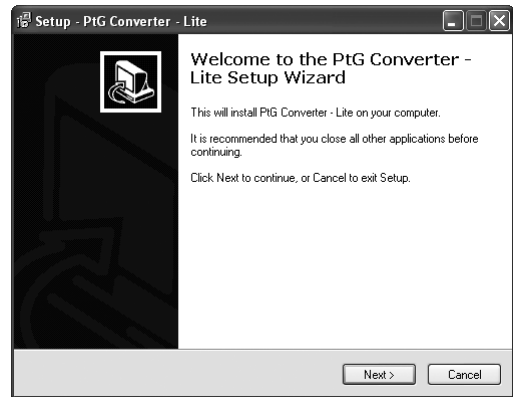 Setup - PtG Converter - Lite
Welcome to the PtG Converter -
Lite Setup Wizard
This will install PtG Converter - Lite on your computer.
It is recommended that you close all other applications before
continuing.
Click Next to continue, or Cancel to exit Setup.
Next >
Cancel